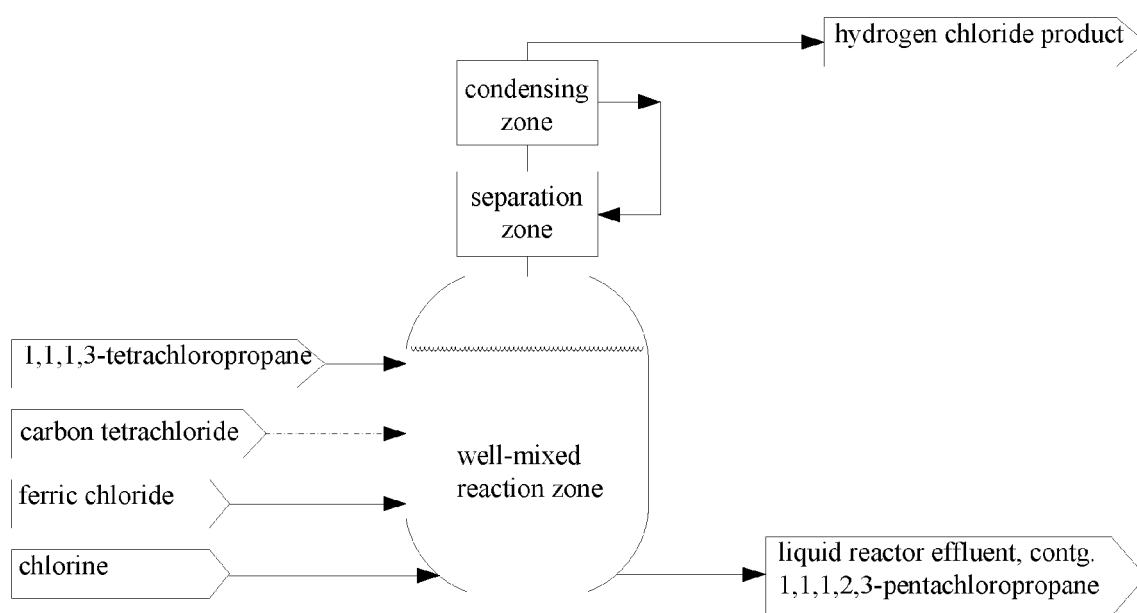 hydrogen chloride product
condensing
zone
separation
zone
1,1,1,3-tetrachloropropane
carbon tetrachloride
well-mixed
reaction zone
ferric chloride
chlorine
liquid reactor effluent, contg.
1,1,1,2,3-pentachloropropane